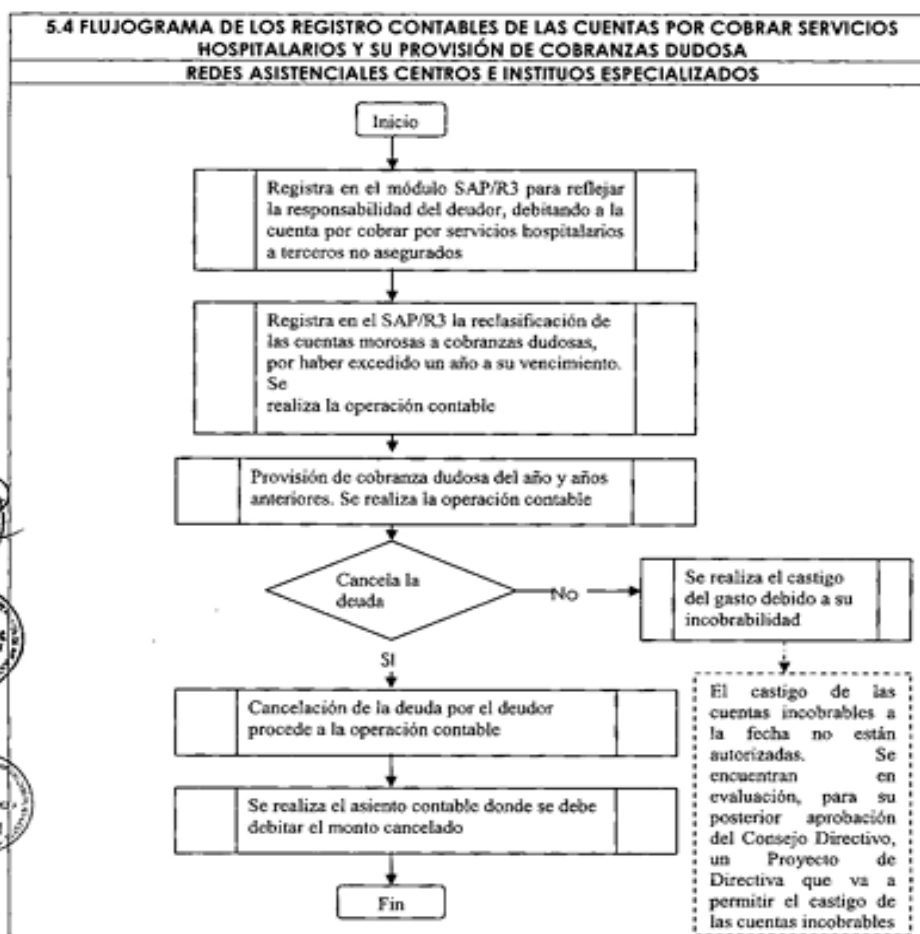 5.4 FLUJOGRAMA DE LOS REGISTRO CONTABLES DE LAS CUENTAS POR COBRAR SERVICIOS
HOSPITALARIOS Y SU PROVISIÓN DE COBRANZAS DUDOSA
REDES ASISTENCIALES CENTROS E INSTITUOS ESPECIALIZADOS
Inicio
Registra en el módulo SAP/R3 para reflejar
la responsabilidad del deudor, debitando a la
cuenta por cobrar por servicios hospitalarios
a terceros no asegurados
Registra en el SAP/R3 la reclasificación de
las cuentas morosas a cobranzas dudosas,
por haber excedido un año a su vencimiento.
Se
realiza la operación contable
Provisión de cobranza dudosa del año y años
anteriores. Se realiza la operación contable
Cancela la
deuda
No
Se realiza el castigo
del gasto debido a su
incobrabilidad
SI
El castigo de las
cuentas incobrables a
la fecha no están
autorizadas. Se
encuentran en
evaluación, para su
posterior aprobación
del Consejo Directivo,
un Proyecto de
Directiva que va a
permitir el castigo de
las cuentas incobrables
Cancelación de la deuda por el deudor
procede a la operación contable
Se realiza el asiento contable donde se debe
debitar el monto cancelado
Fin